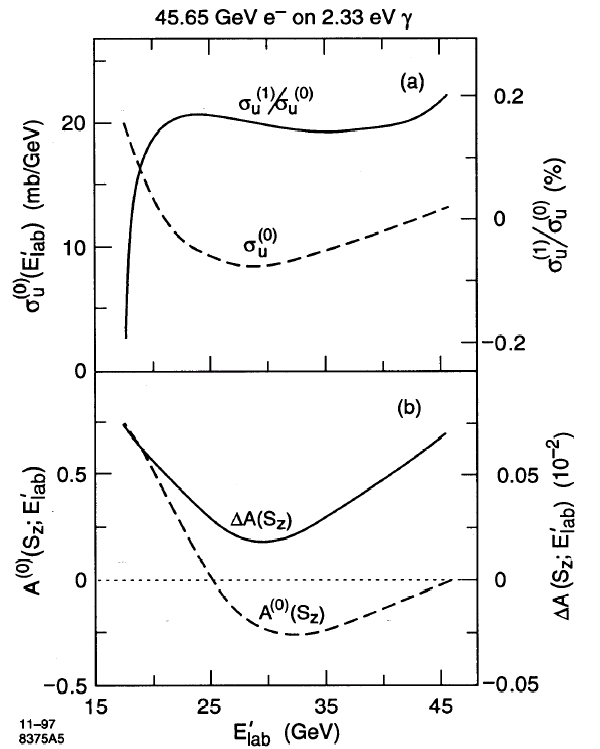 45.65 GeV e⁻ on 2.33 eV γ
(a)
σᵤ⁽¹⁾/σᵤ⁽⁰⁾
σᵤ⁽⁰⁾
20
10
0
σᵤ⁽⁰⁾(E′lab) (mb/GeV)
0.2
0
−0.2
σᵤ⁽¹⁾/σᵤ⁽⁰⁾ (%)
(b)
ΔA(Sz)
A⁽⁰⁾(Sz)
0.5
0
−0.5
A⁽⁰⁾(Sz; E′lab)
0.05
0
−0.05
ΔA(Sz; E′lab) (10⁻²)
15 25 35 45
E′lab (GeV)
11–97
8375A5